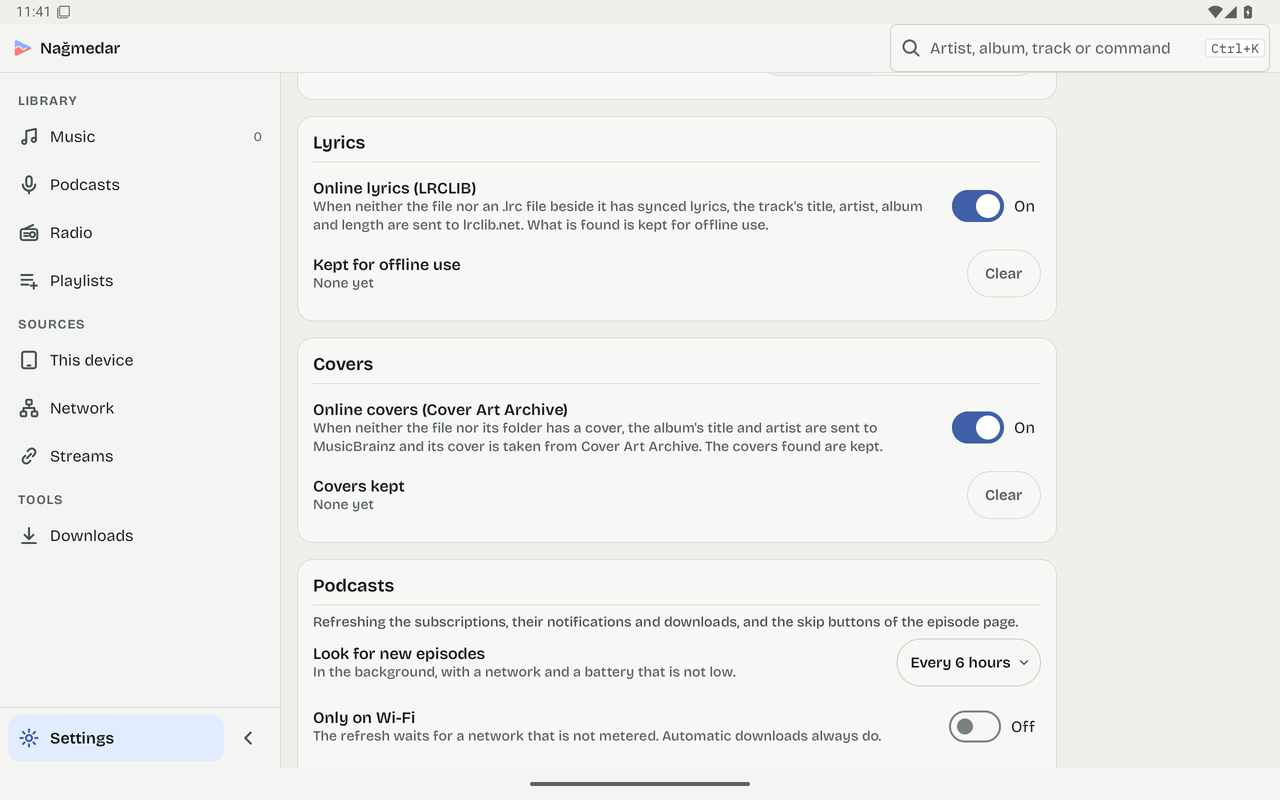 11:41
Nağmedar
Artist, album, track or command
Ctrl+K
LIBRARY
Music
0
Podcasts
Radio
Playlists
SOURCES
This device
Network
Streams
TOOLS
Downloads
Settings
Lyrics
Online lyrics (LRCLIB)
When neither the file nor an .lrc file beside it has synced lyrics, the track's title, artist, album
and length are sent to lrclib.net. What is found is kept for offline use.
On
Kept for offline use
None yet
Clear
Covers
Online covers (Cover Art Archive)
When neither the file nor its folder has a cover, the album's title and artist are sent to
MusicBrainz and its cover is taken from Cover Art Archive. The covers found are kept.
On
Covers kept
None yet
Clear
Podcasts
Refreshing the subscriptions, their notifications and downloads, and the skip buttons of the episode page.
Look for new episodes
In the background, with a network and a battery that is not low.
Every 6 hours
Only on Wi-Fi
The refresh waits for a network that is not metered. Automatic downloads always do.
Off